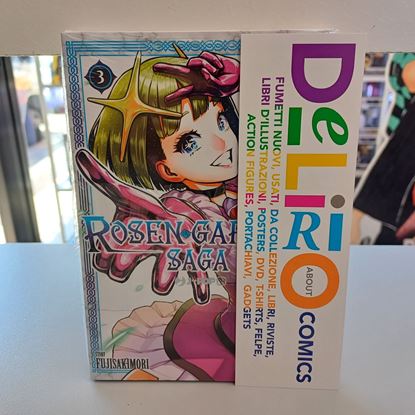 3
ROSEN·GAR
SAGA
STORY
FUJISAKIMORI
DeLIRIO
ABOUT
COMICS
FUMETTI NUOVI, USATI, DA COLLEZIONE, LIBRI, RIVISTE,
LIBRI D'ILLUSTRAZIONI, POSTERS, DVD, T-SHIRTS, FELPE,
ACTION FIGURES, PORTACHIAVI, GADGETS